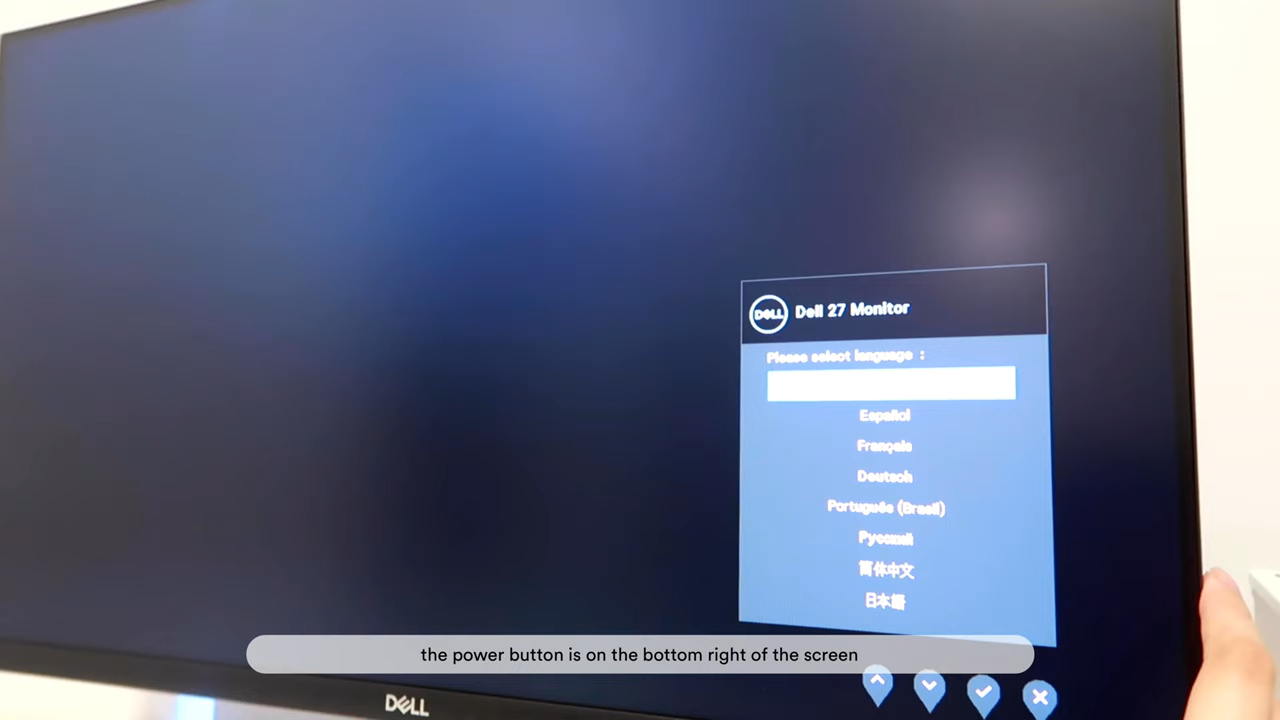 DELL
Dell 27 Monitor
Please select language :
Español
Français
Deutsch
Português (Brasil)
Русский
简体中文
日本語
the power button is on the bottom right of the screen
DELL